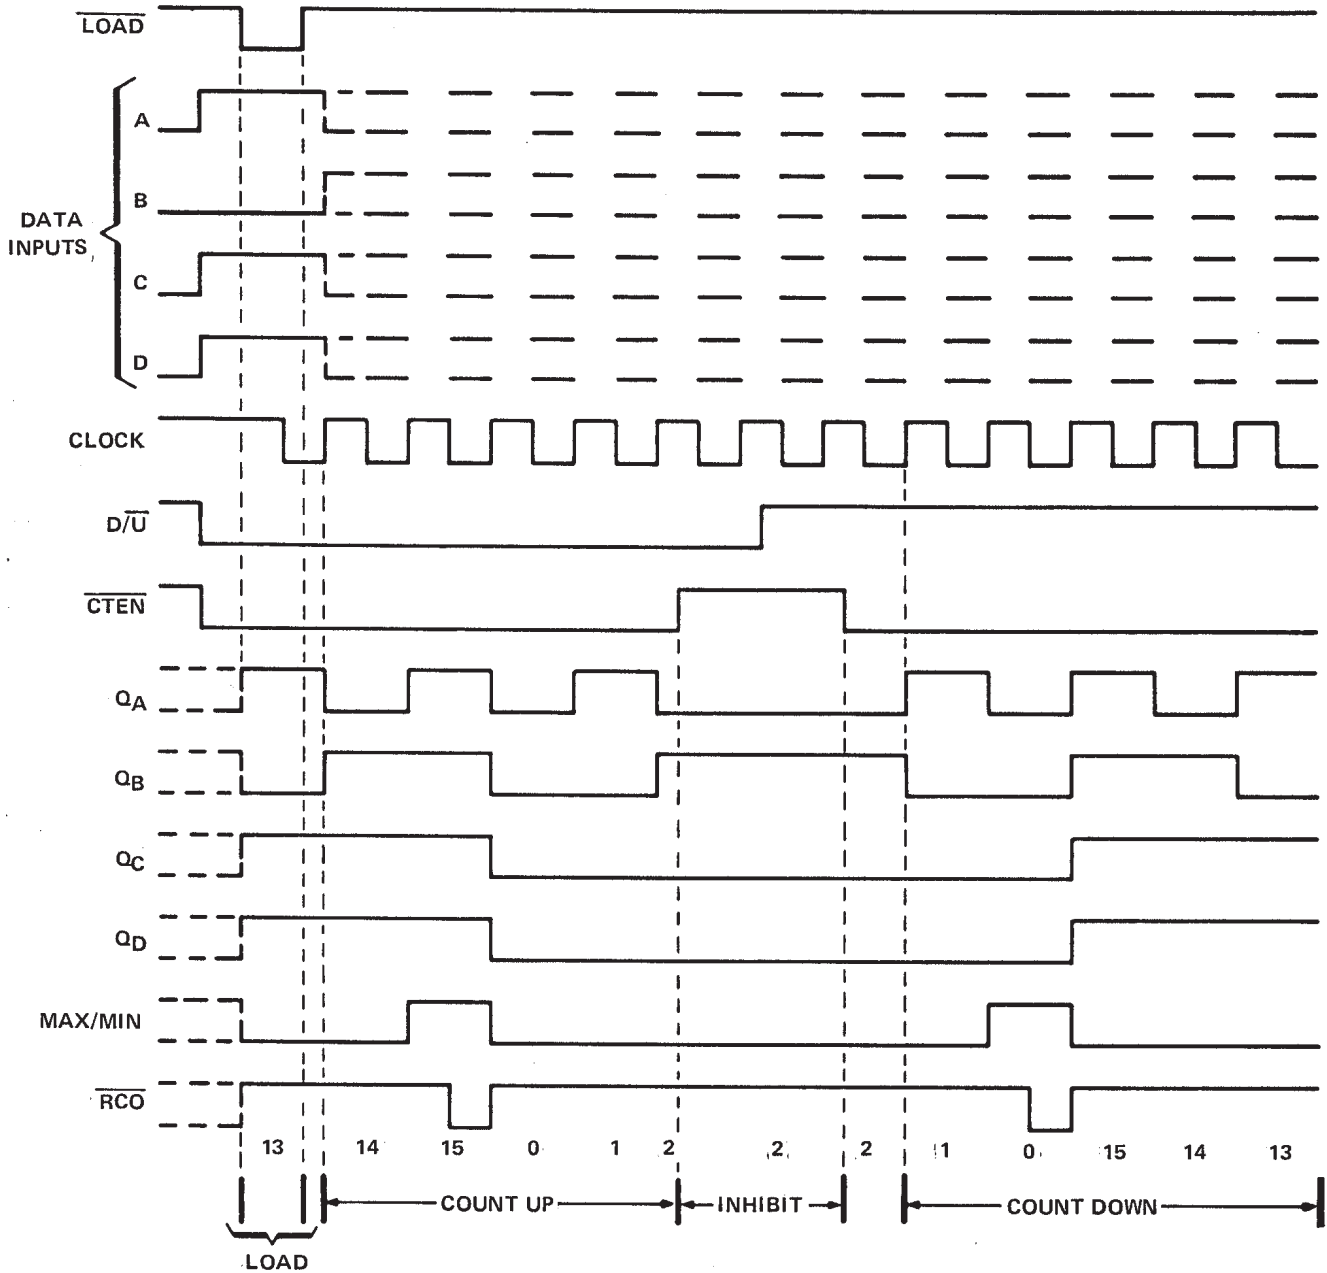 LOAD
A
B
DATA
INPUTS
C
D
CLOCK
D/U
CTEN
QA
QB
QC
QD
MAX/MIN
RCO
13 14 15 0 1 2 2 2 1 0 15 14 13
COUNT UP INHIBIT COUNT DOWN
LOAD